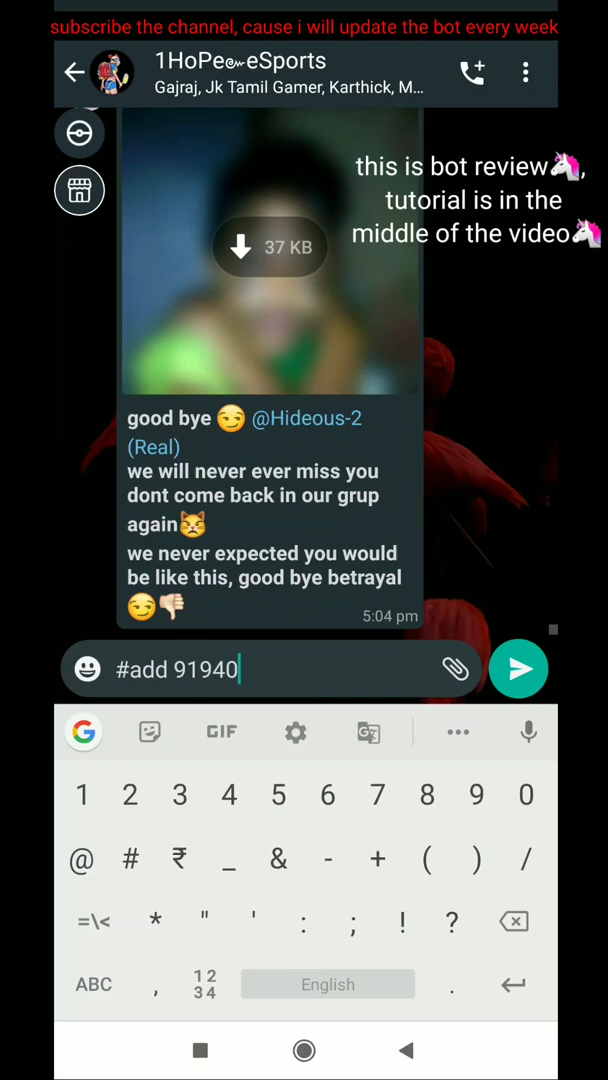 subscribe the channel, cause i will update the bot every week
1HoPe๛eSports
Gajraj, Jk Tamil Gamer, Karthick, M...
this is bot review🦄,
tutorial is in the
middle of the video🦄
37 KB
good bye 😏 @Hideous-2
(Real)
we will never ever miss you
dont come back in our grup
again😾
we never expected you would
be like this, good bye betrayal
😏👎🏻
5:04 pm
#add 91940
G GIF ...
1 2 3 4 5 6 7 8 9 0
@ # ₹ _ & - + ( ) /
=\< * " ' : ; ! ?
ABC , 12 34 English .